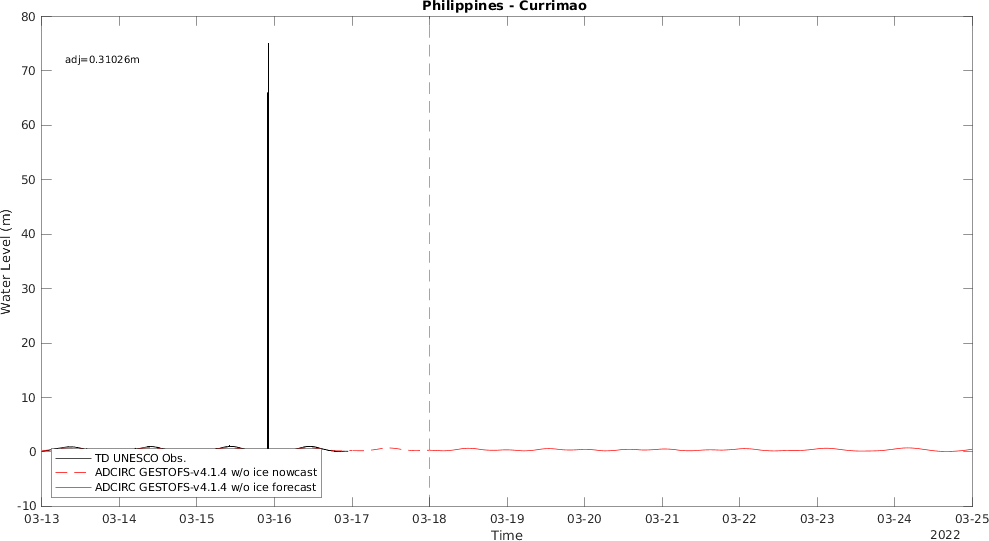 Philippines - Currimao
adj=0.31026m
Water Level (m)
80
70
60
50
40
30
20
10
0
-10
TD UNESCO Obs.
ADCIRC GESTOFS-v4.1.4 w/o ice nowcast
ADCIRC GESTOFS-v4.1.4 w/o ice forecast
03-13 03-14 03-15 03-16 03-17 03-18 03-19 03-20 03-21 03-22 03-23 03-24 03-25
Time
2022